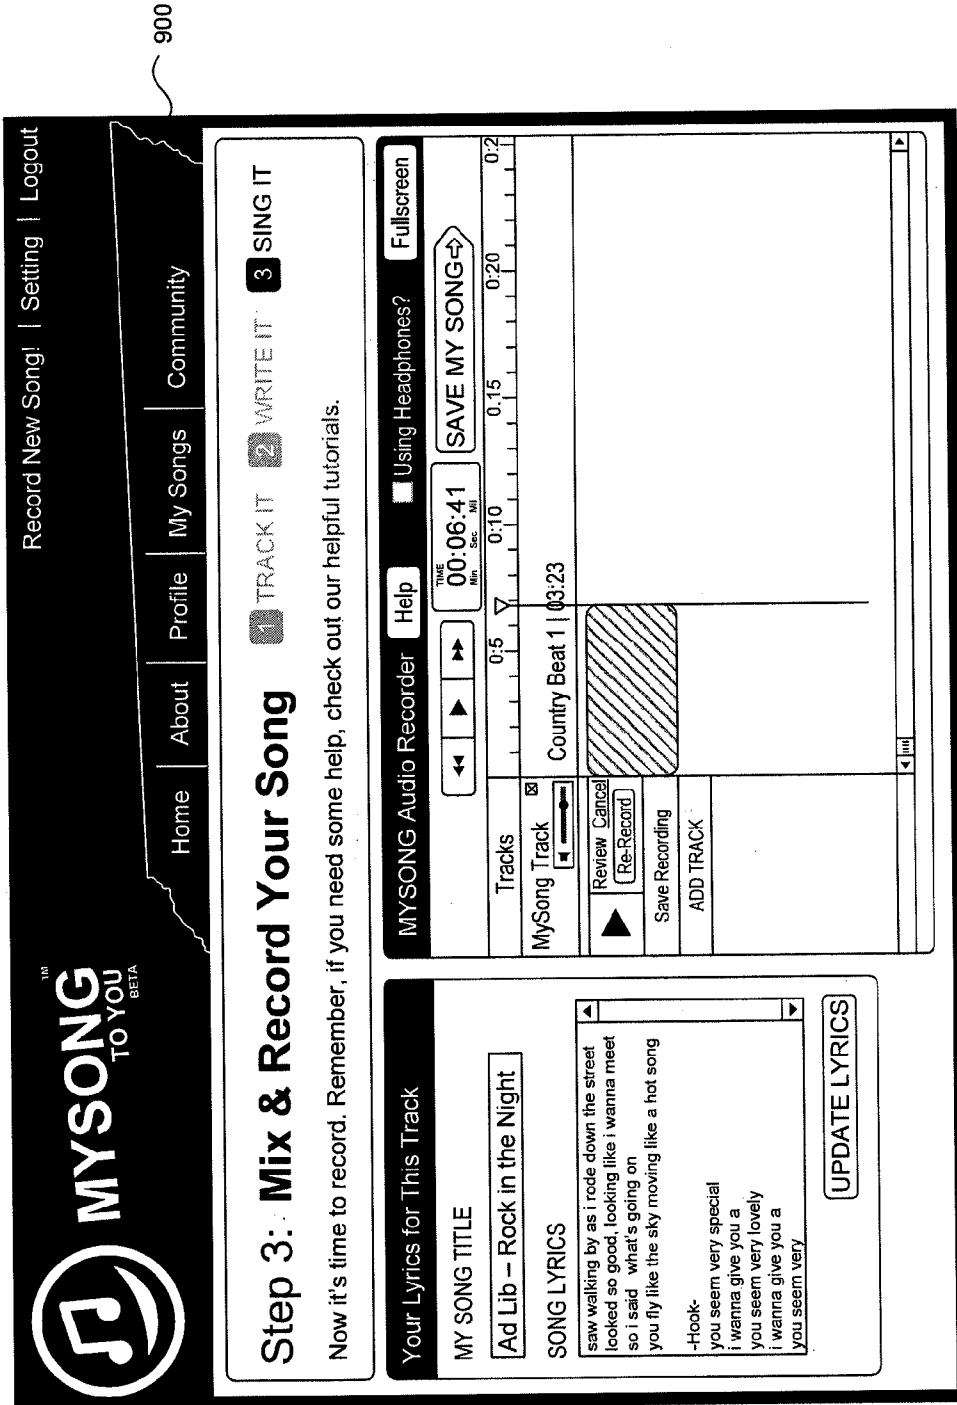 900
Record New Song! | Setting | Logout
MYSONG™
TO YOU
BETA
Home | About | Profile | My Songs | Community
Step 3: Mix & Record Your Song
1 TRACK IT 2 WRITE IT 3 SING IT
Now it's time to record. Remember, if you need some help, check out our helpful tutorials.
Your Lyrics for This Track
MY SONG TITLE
Ad Lib – Rock in the Night
SONG LYRICS
saw walking by as i rode down the street
looked so good, looking like i wanna meet
so i said what's going on
you fly like the sky moving like a hot song
-Hook-
you seem very special
i wanna give you a
you seem very lovely
i wanna give you a
you seem very
UPDATE LYRICS
MYSONG Audio Recorder
Help
Using Headphones?
Fullscreen
TIME
00:06:41
Min Sec Mil
SAVE MY SONG
Tracks
0:5 0:10 0.15 0:20 0:2
MySong Track
Country Beat 1 | 03:23
Review Cancel
Re-Record
Save Recording
ADD TRACK